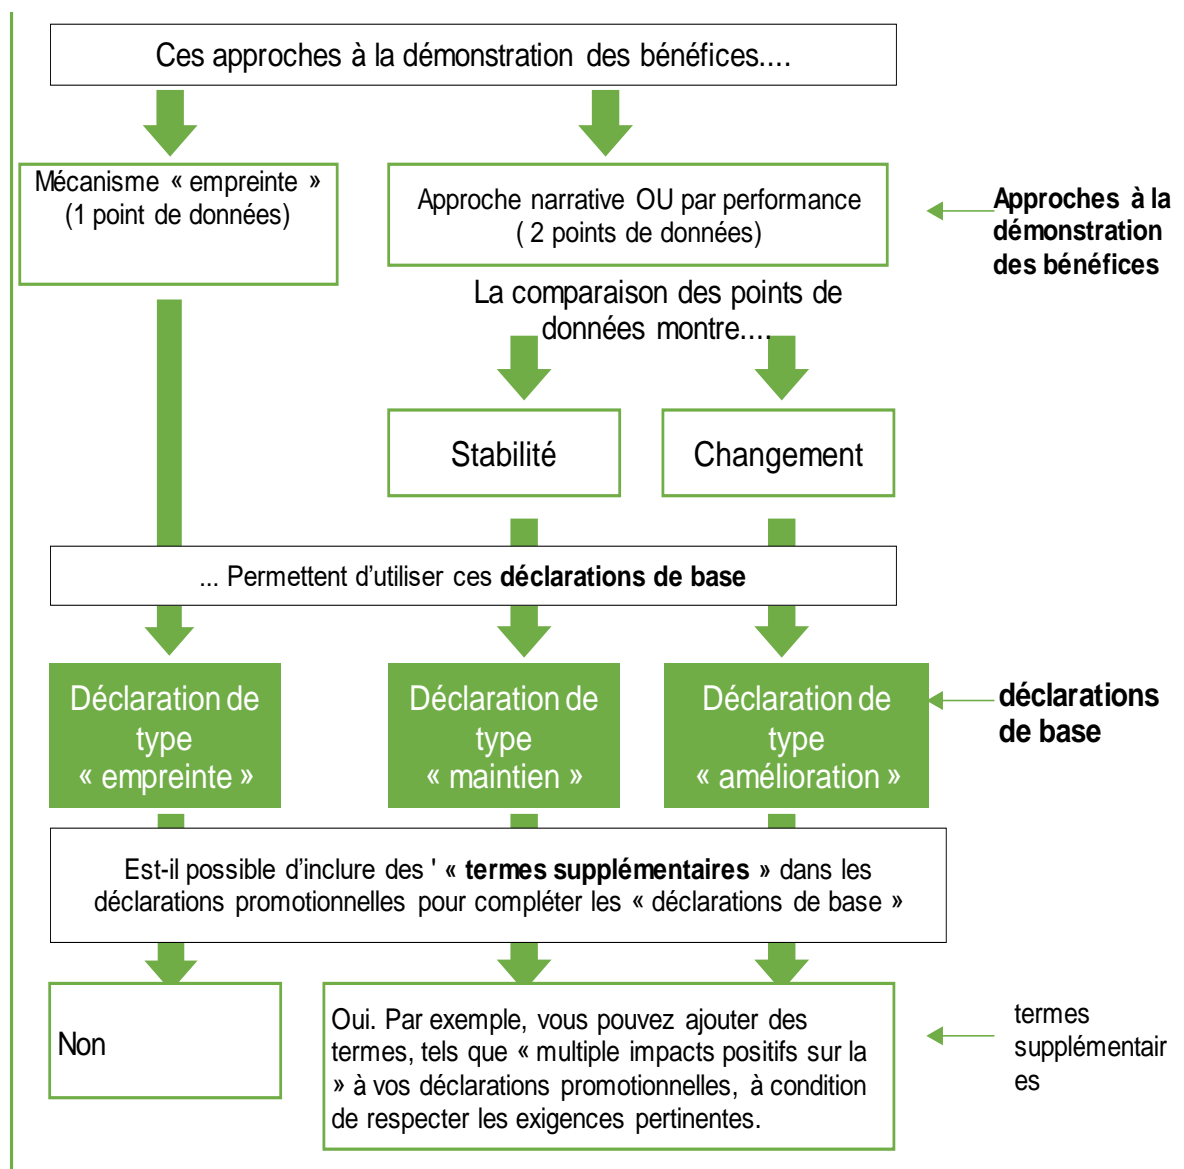 Ces approches à la démonstration des bénéfices....
Mécanisme « empreinte »
(1 point de données)
Approche narrative OU par performance
( 2 points de données)
Approches à la
démonstration
des bénéfices
La comparaison des points de
données montre....
Stabilité
Changement
... Permettent d’utiliser ces déclarations de base
Déclaration de
type
« empreinte »
Déclaration de
type
« maintien »
Déclaration de
type
« amélioration »
déclarations
de base
Est-il possible d’inclure des ' « termes supplémentaires » dans les
déclarations promotionnelles pour compléter les « déclarations de base »
Non
Oui. Par exemple, vous pouvez ajouter des
termes, tels que « multiple impacts positifs sur la
» à vos déclarations promotionnelles, à condition
de respecter les exigences pertinentes.
termes
supplémentair
es